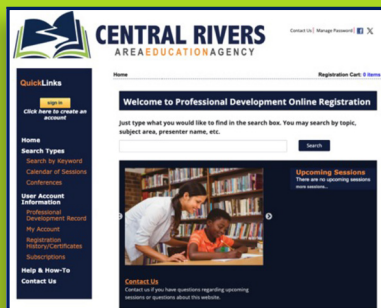 CENTRAL RIVERS
AREAEDUCATIONAGENCY
Contact Us| Manage Password|
Home
Registration Cart: 0 items
QuickLinks
sign in
Click here to create an
account
Home
Search Types
Search by Keyword
Calendar of Sessions
Conferences
User Account
Information
Professional
Development Record
My Account
Registration
History/Certificates
Subscriptions
Help & How-To
Contact Us
Welcome to Professional Development Online Registration
Just type what you would like to find in the search box. You may search by topic,
subject area, presenter name, etc.
Search
Upcoming Sessions
There are no upcoming sessions
more sessions...
Contact Us
Contact us if you have questions regarding upcoming
sessions or questions about this website.